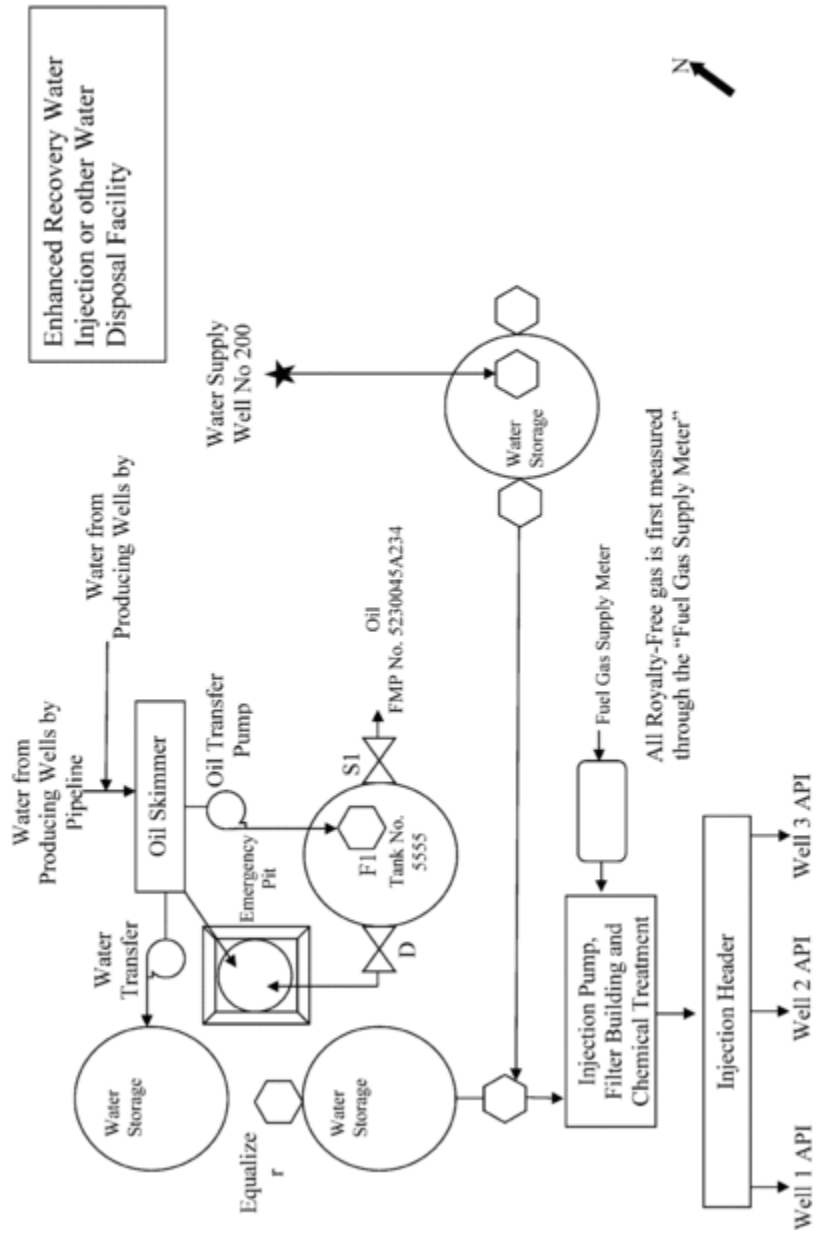 Enhanced Recovery Water
Injection or other Water
Disposal Facility
Water from
Producing Wells by
Pipeline
Water from
Producing Wells by
Oil Skimmer
Water
Transfer
Oil Transfer
Pump
Emergency
Pit
Water
Storage
F1
Tank No.
5555
S1
D
Oil
FMP No. 5230045A234
Water Supply
Well No 200
Water
Storage
Equalize
r
Water
Storage
Fuel Gas Supply Meter
All Royalty-Free gas is first measured
through the “Fuel Gas Supply Meter”
Injection Pump,
Filter Building and
Chemical Treatment
Injection Header
Well 1 API
Well 2 API
Well 3 API
N